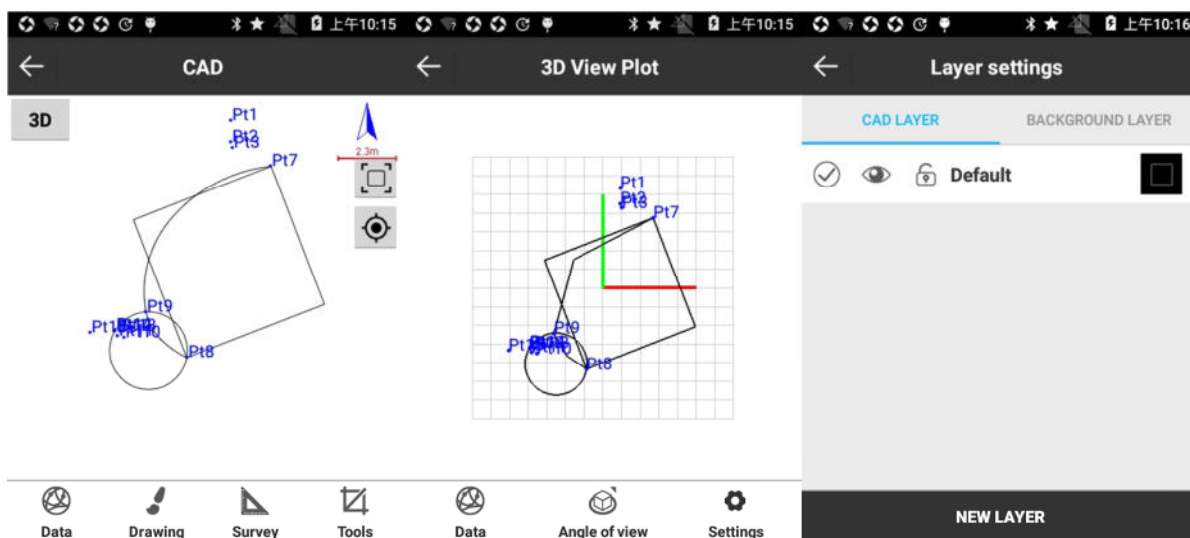 上午10:15
CAD
3D
Pt1
Pt2
Pt3
Pt7
2.3m
Pt9
Pt8
Data
Drawing
Survey
Tools
上午10:15
3D View Plot
Pt1
Pt2
Pt7
Pt9
Pt8
Data
Angle of view
Settings
上午10:16
Layer settings
CAD LAYER
BACKGROUND LAYER
Default
NEW LAYER